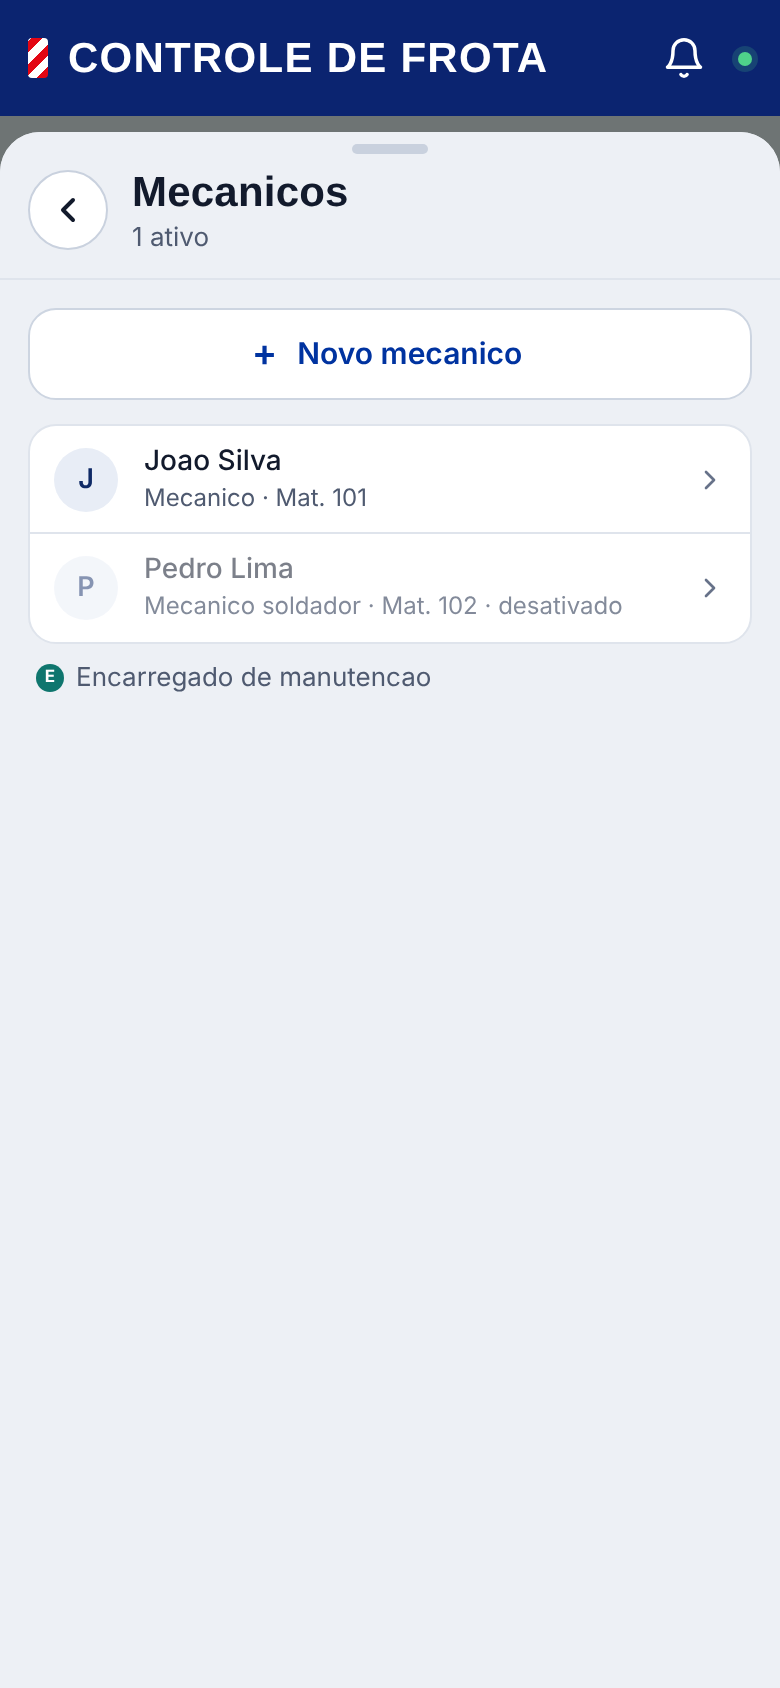 CONTROLE DE FROTA
Mecanicos
1 ativo
+ Novo mecanico
J
Joao Silva
Mecanico · Mat. 101
P
Pedro Lima
Mecanico soldador · Mat. 102 · desativado
E Encarregado de manutencao